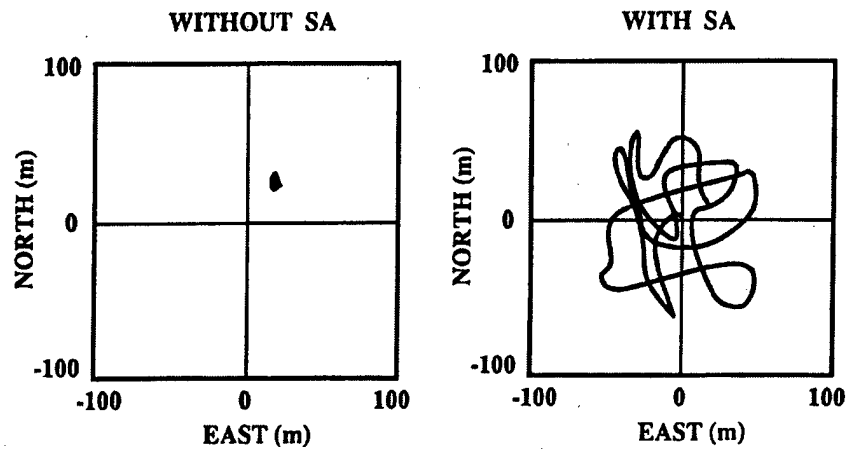 WITHOUT SA
100
NORTH (m)
0
-100
-100 0 100
EAST (m)
WITH SA
100
NORTH (m)
0
-100
-100 0 100
EAST (m)